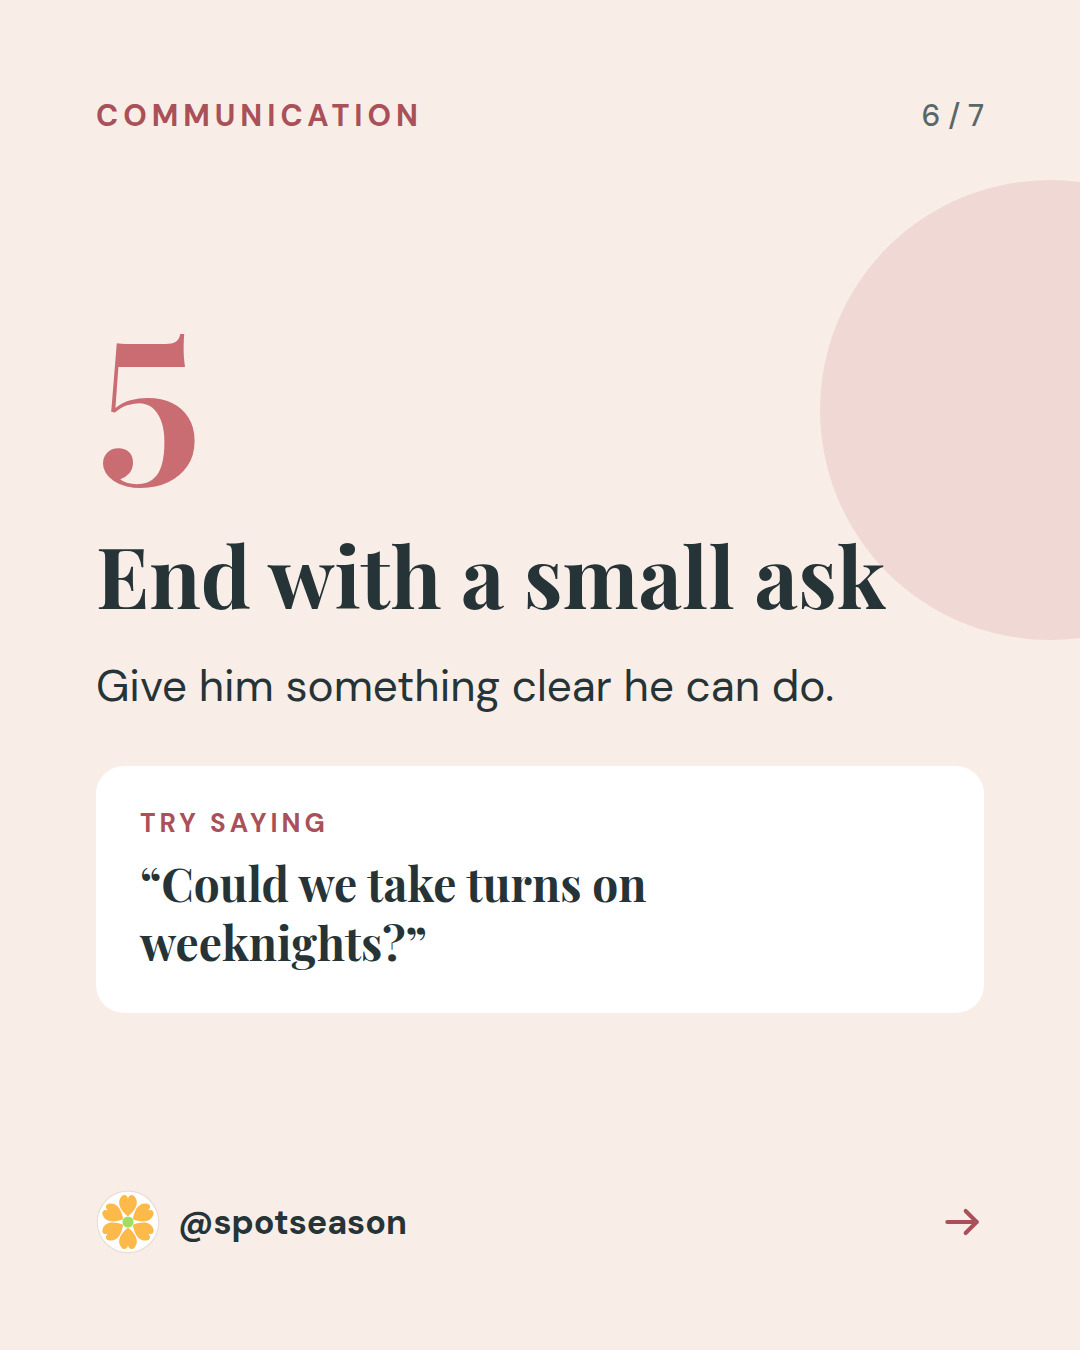 COMMUNICATION
6 / 7
5
End with a small ask
Give him something clear he can do.
TRY SAYING
“Could we take turns on
weeknights?”
@spotseason